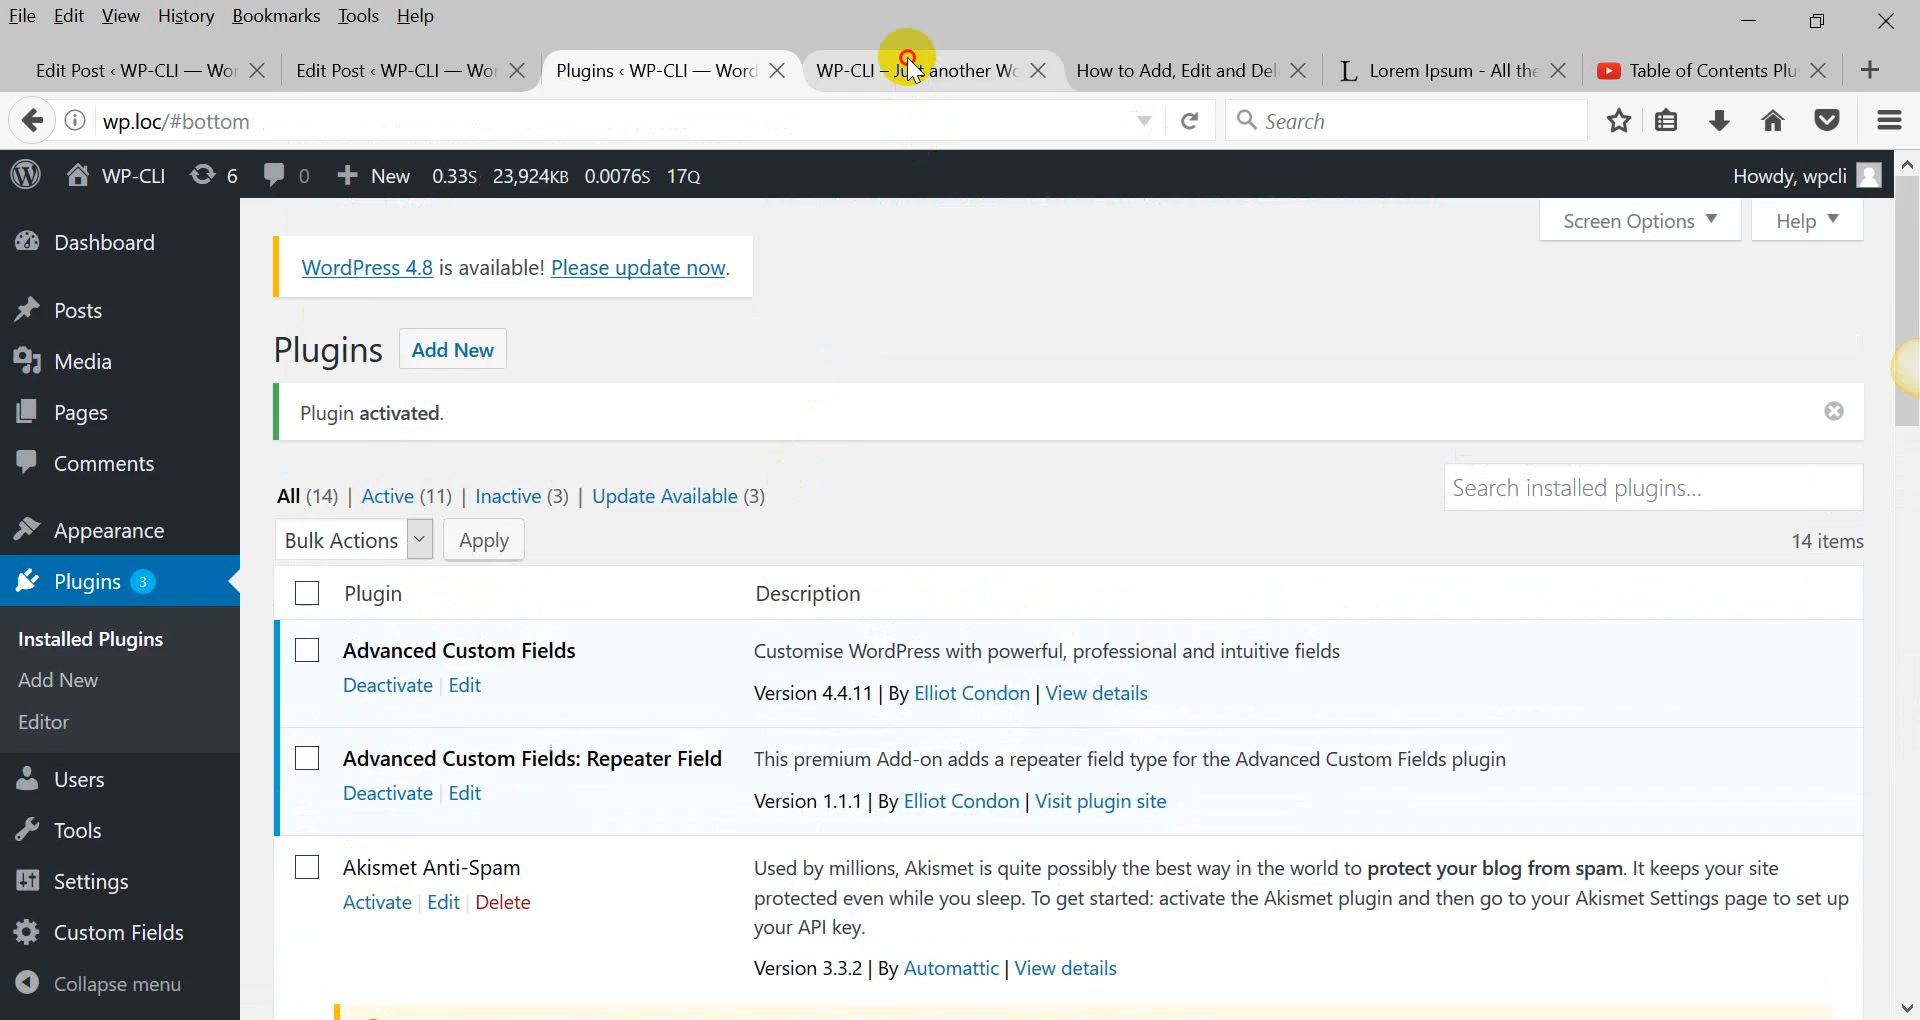 File Edit View History Bookmarks Tools Help
Edit Post ‹ WP-CLI — Wor Edit Post ‹ WP-CLI — Wor Plugins ‹ WP-CLI — Word WP-CLI – Just another Wo How to Add, Edit and Del Lorem Ipsum - All the Table of Contents Plu
wp.loc/#bottom Search
WP-CLI 6 0 New 0.33S 23,924KB 0.0076S 17Q Howdy, wpcli
Screen Options Help
Dashboard
Posts
Media
Pages
Comments
Appearance
Plugins 3
Installed Plugins
Add New
Editor
Users
Tools
Settings
Custom Fields
Collapse menu
WordPress 4.8 is available! Please update now.
Plugins Add New
Plugin activated.
All (14) | Active (11) | Inactive (3) | Update Available (3)
Search installed plugins...
Bulk Actions Apply 14 items
Plugin Description
Advanced Custom Fields
Deactivate | Edit
Customise WordPress with powerful, professional and intuitive fields
Version 4.4.11 | By Elliot Condon | View details
Advanced Custom Fields: Repeater Field
Deactivate | Edit
This premium Add-on adds a repeater field type for the Advanced Custom Fields plugin
Version 1.1.1 | By Elliot Condon | Visit plugin site
Akismet Anti-Spam
Activate | Edit | Delete
Used by millions, Akismet is quite possibly the best way in the world to protect your blog from spam. It keeps your site
protected even while you sleep. To get started: activate the Akismet plugin and then go to your Akismet Settings page to set up
your API key.
Version 3.3.2 | By Automattic | View details